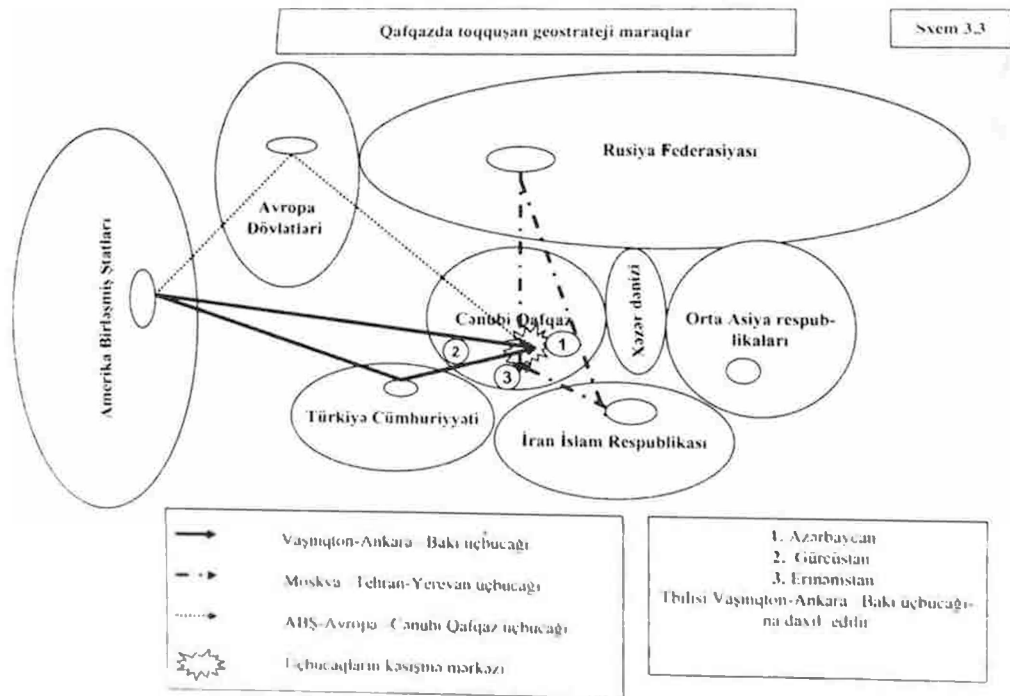 Qafqazda toqquşan geostrateji maraqlar
Sxem 3.3
Rusiya Federasiyası
Avropa
Dövlətləri
Amerika Birləşmiş Ştatları
Cənubi Qafqaz
Xəzər dənizi
Orta Asiya respub-
likaları
1
2
3
Türkiyə Cümhuriyyəti
İran İslam Respublikası
Vaşinqton-Ankara - Bakı üçbucağı
Moskva - Tehran-Yerevan üçbucağı
ABŞ-Avropa - Cənubi Qafqaz üçbucağı
Üçbucaqların kəsişmə mərkəzi
1. Azərbaycan
2. Gürcüstan
3. Ermənistan
Tbilisi Vaşinqton-Ankara - Bakı üçbucağı-
na daxil edilir